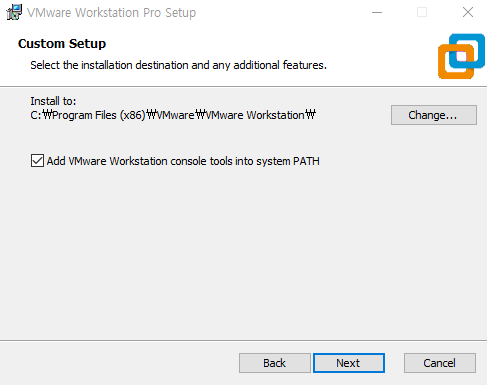 VMware Workstation Pro Setup
Custom Setup
Select the installation destination and any additional features.
Install to:
C:₩Program Files (x86)₩VMware₩VMware Workstation₩
Change...
Add VMware Workstation console tools into system PATH
Back
Next
Cancel